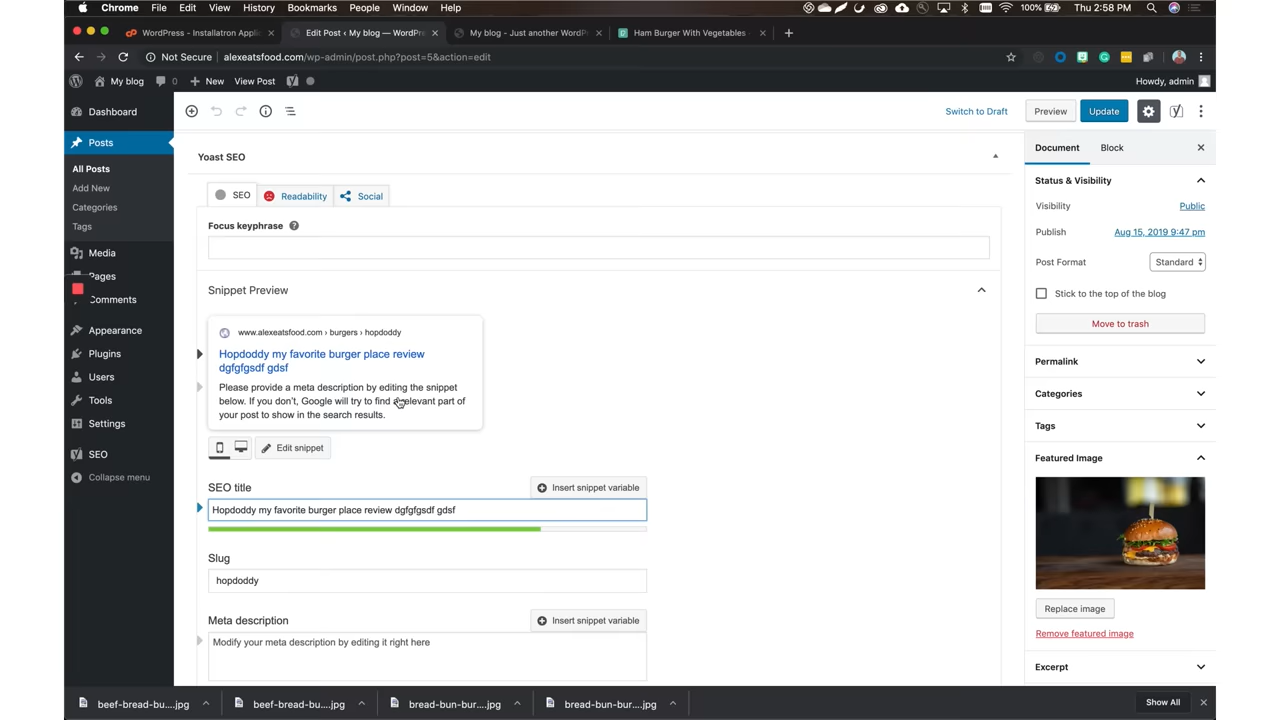 Chrome File Edit View History Bookmarks People Window Help 100% Thu 2:58 PM
WordPress - Installatron Appli × Edit Post ‹ My blog — WordPre × My blog - Just another WordP × Ham Burger With Vegetables - ×
Not Secure alexeatsfood.com/wp-admin/post.php?post=5&action=edit
My blog 0 New View Post Howdy, admin
Dashboard
Posts
All Posts
Add New
Categories
Tags
Media
Pages
Comments
Appearance
Plugins
Users
Tools
Settings
SEO
Collapse menu
Switch to Draft Preview Update
Yoast SEO
SEO Readability Social
Focus keyphrase ?
Snippet Preview
www.alexeatsfood.com › burgers › hopdoddy
Hopdoddy my favorite burger place review
dgfgfgsdf gdsf
Please provide a meta description by editing the snippet
below. If you don't, Google will try to find a relevant part of
your post to show in the search results.
Edit snippet
SEO title Insert snippet variable
Hopdoddy my favorite burger place review dgfgfgsdf gdsf
Slug
hopdoddy
Meta description Insert snippet variable
Modify your meta description by editing it right here
Document Block
Status & Visibility
Visibility Public
Publish Aug 15, 2019 9:47 pm
Post Format Standard
Stick to the top of the blog
Move to trash
Permalink
Categories
Tags
Featured Image
Replace image
Remove featured image
Excerpt
beef-bread-bu....jpg beef-bread-bu....jpg bread-bun-bur....jpg bread-bun-bur....jpg Show All